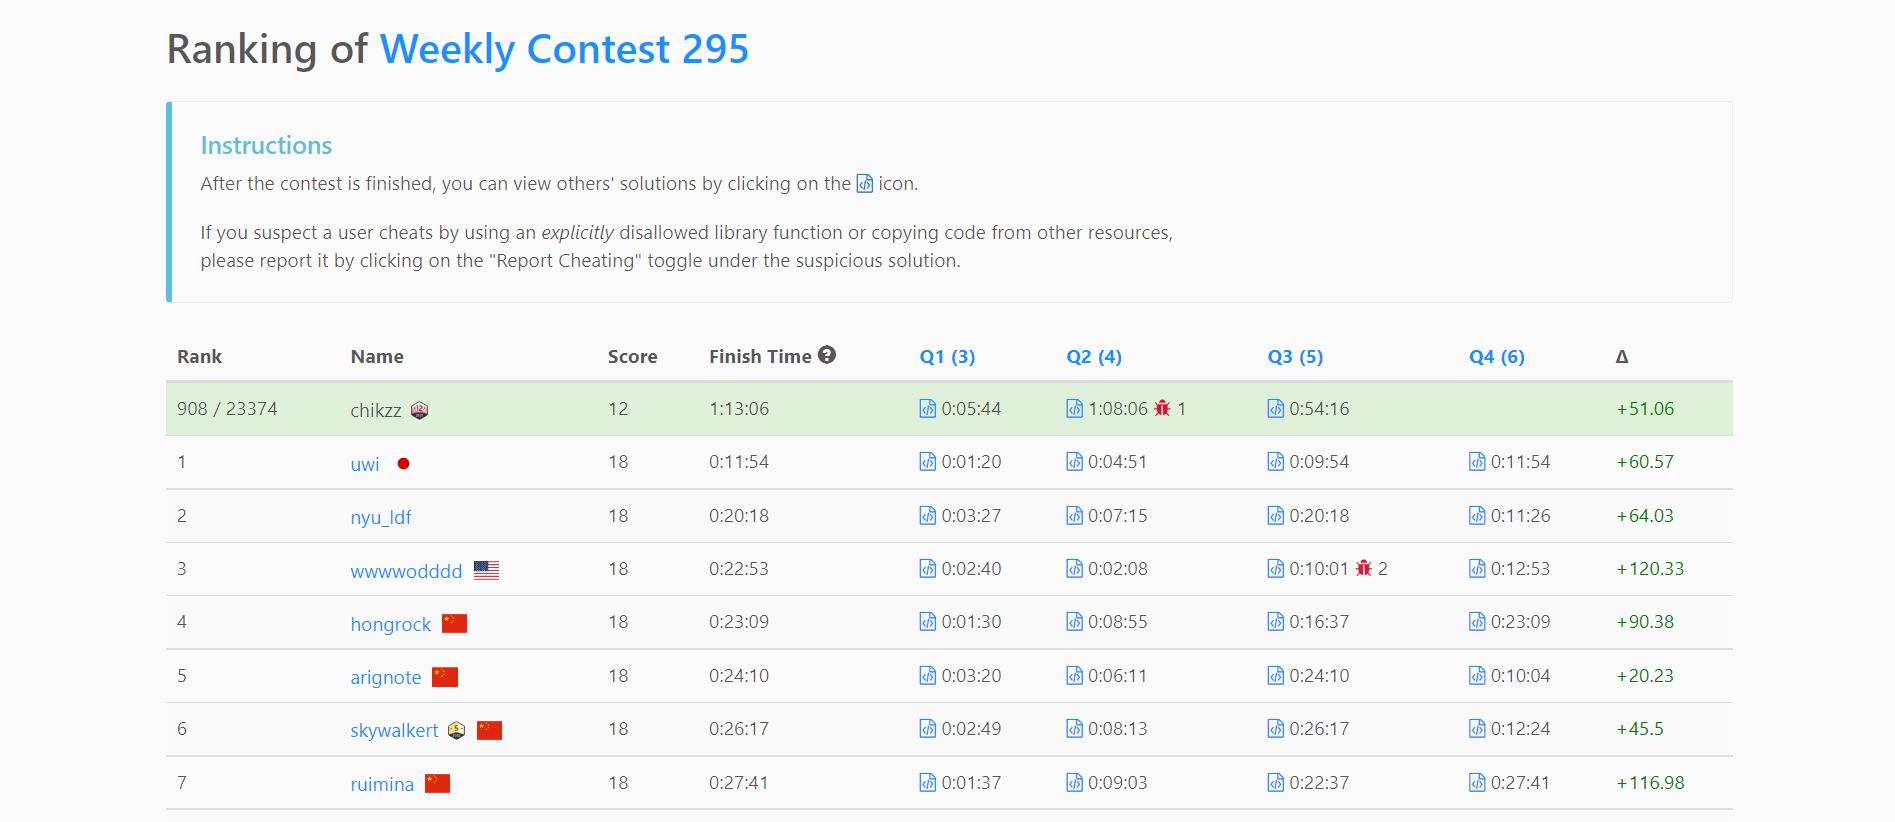 Ranking of Weekly Contest 295
Instructions
After the contest is finished, you can view others' solutions by clicking on the icon.
If you suspect a user cheats by using an explicitly disallowed library function or copying code from other resources,
please report it by clicking on the "Report Cheating" toggle under the suspicious solution.
Rank Name Score Finish Time ? Q1 (3) Q2 (4) Q3 (5) Q4 (6) Δ
908 / 23374 chikzz 12 1:13:06 0:05:44 1:08:06 1 0:54:16 +51.06
1 uwi 18 0:11:54 0:01:20 0:04:51 0:09:54 0:11:54 +60.57
2 nyu_ldf 18 0:20:18 0:03:27 0:07:15 0:20:18 0:11:26 +64.03
3 wwwwodddd 18 0:22:53 0:02:40 0:02:08 0:10:01 2 0:12:53 +120.33
4 hongrock 18 0:23:09 0:01:30 0:08:55 0:16:37 0:23:09 +90.38
5 arignote 18 0:24:10 0:03:20 0:06:11 0:24:10 0:10:04 +20.23
6 skywalkert 18 0:26:17 0:02:49 0:08:13 0:26:17 0:12:24 +45.5
7 ruimina 18 0:27:41 0:01:37 0:09:03 0:22:37 0:27:41 +116.98